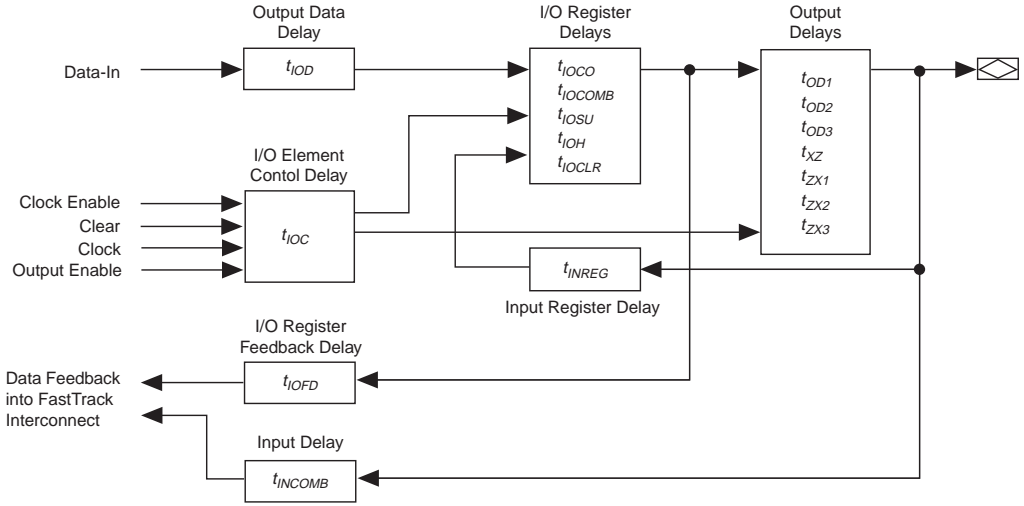 Output Data
Delay
I/O Register
Delays
Output
Delays
Data-In
tIOD
tIOCO
tIOCOMB
tIOSU
tIOH
tIOCLR
tOD1
tOD2
tOD3
tXZ
tZX1
tZX2
tZX3
I/O Element
Contol Delay
Clock Enable
Clear
Clock
Output Enable
tIOC
tINREG
Input Register Delay
I/O Register
Feedback Delay
tIOFD
Data Feedback
into FastTrack
Interconnect
Input Delay
tINCOMB